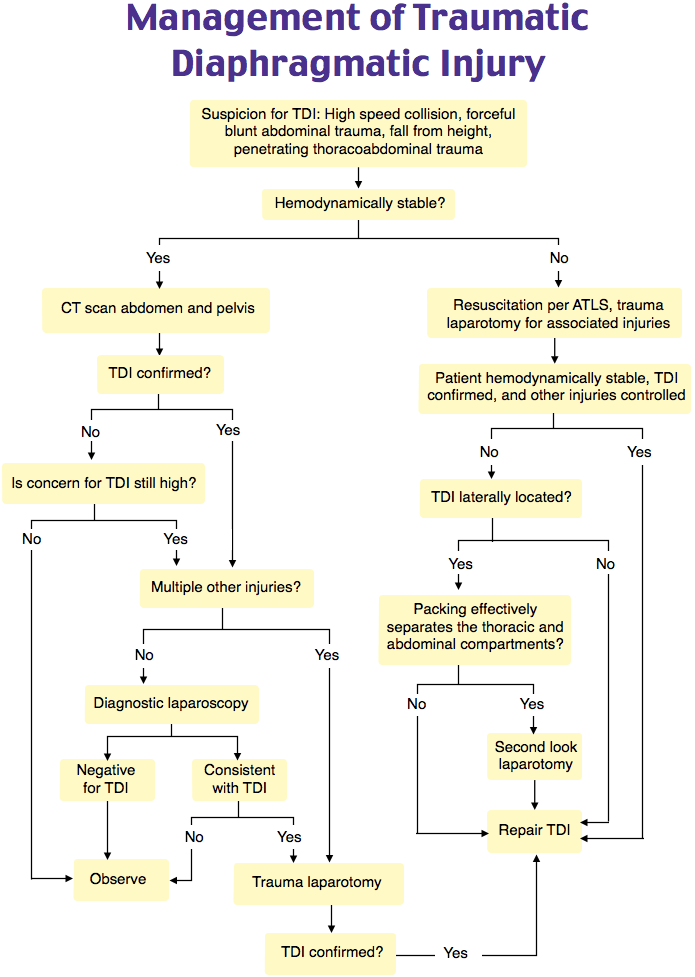 Management of Traumatic
Diaphragmatic Injury
Suspicion for TDI: High speed collision, forceful
blunt abdominal trauma, fall from height,
penetrating thoracoabdominal trauma
Hemodynamically stable?
Yes
No
CT scan abdomen and pelvis
Resuscitation per ATLS, trauma
laparotomy for associated injuries
TDI confirmed?
Patient hemodynamically stable, TDI
confirmed, and other injuries controlled
No
Yes
No
Yes
Is concern for TDI still high?
TDI laterally located?
No
Yes
Yes
No
Multiple other injuries?
Packing effectively
separates the thoracic and
abdominal compartments?
No
Yes
No
Yes
Diagnostic laparoscopy
Second look
laparotomy
Negative
for TDI
Consistent
with TDI
No
Yes
Repair TDI
Observe
Trauma laparotomy
TDI confirmed?
Yes